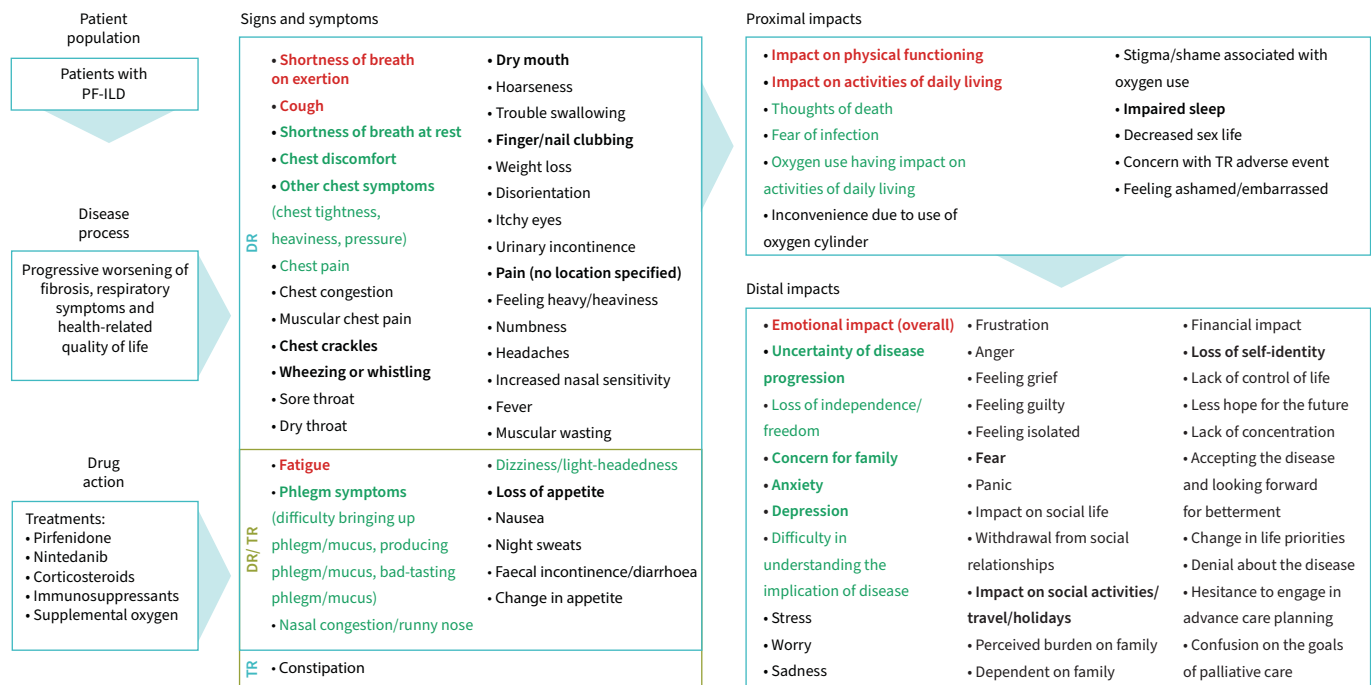 Patient
population
Patients with
PF-ILD
Disease
process
Progressive worsening of
fibrosis, respiratory
symptoms and
health-related
quality of life
Drug
action
Treatments:
• Pirfenidone
• Nintedanib
• Corticosteroids
• Immunosuppressants
• Supplemental oxygen
Signs and symptoms
DR
• Shortness of breath
on exertion
• Cough
• Shortness of breath at rest
• Chest discomfort
• Other chest symptoms
(chest tightness,
heaviness, pressure)
• Chest pain
• Chest congestion
• Muscular chest pain
• Chest crackles
• Wheezing or whistling
• Sore throat
• Dry throat
• Dry mouth
• Hoarseness
• Trouble swallowing
• Finger/nail clubbing
• Weight loss
• Disorientation
• Itchy eyes
• Urinary incontinence
• Pain (no location specified)
• Feeling heavy/heaviness
• Numbness
• Headaches
• Increased nasal sensitivity
• Fever
• Muscular wasting
DR/ TR
• Fatigue
• Phlegm symptoms
(difficulty bringing up
phlegm/mucus, producing
phlegm/mucus, bad-tasting
phlegm/mucus)
• Nasal congestion/runny nose
• Dizziness/light-headedness
• Loss of appetite
• Nausea
• Night sweats
• Faecal incontinence/diarrhoea
• Change in appetite
TR
• Constipation
Proximal impacts
• Impact on physical functioning
• Impact on activities of daily living
• Thoughts of death
• Fear of infection
• Oxygen use having impact on
activities of daily living
• Inconvenience due to use of
oxygen cylinder
• Stigma/shame associated with
oxygen use
• Impaired sleep
• Decreased sex life
• Concern with TR adverse event
• Feeling ashamed/embarrassed
Distal impacts
• Emotional impact (overall)
• Uncertainty of disease
progression
• Loss of independence/
freedom
• Concern for family
• Anxiety
• Depression
• Difficulty in
understanding the
implication of disease
• Stress
• Worry
• Sadness
• Frustration
• Anger
• Feeling grief
• Feeling guilty
• Feeling isolated
• Fear
• Panic
• Impact on social life
• Withdrawal from social
relationships
• Impact on social activities/
travel/holidays
• Perceived burden on family
• Dependent on family
• Financial impact
• Loss of self-identity
• Lack of control of life
• Less hope for the future
• Lack of concentration
• Accepting the disease
and looking forward
for betterment
• Change in life priorities
• Denial about the disease
• Hesitance to engage in
advance care planning
• Confusion on the goals
of palliative care